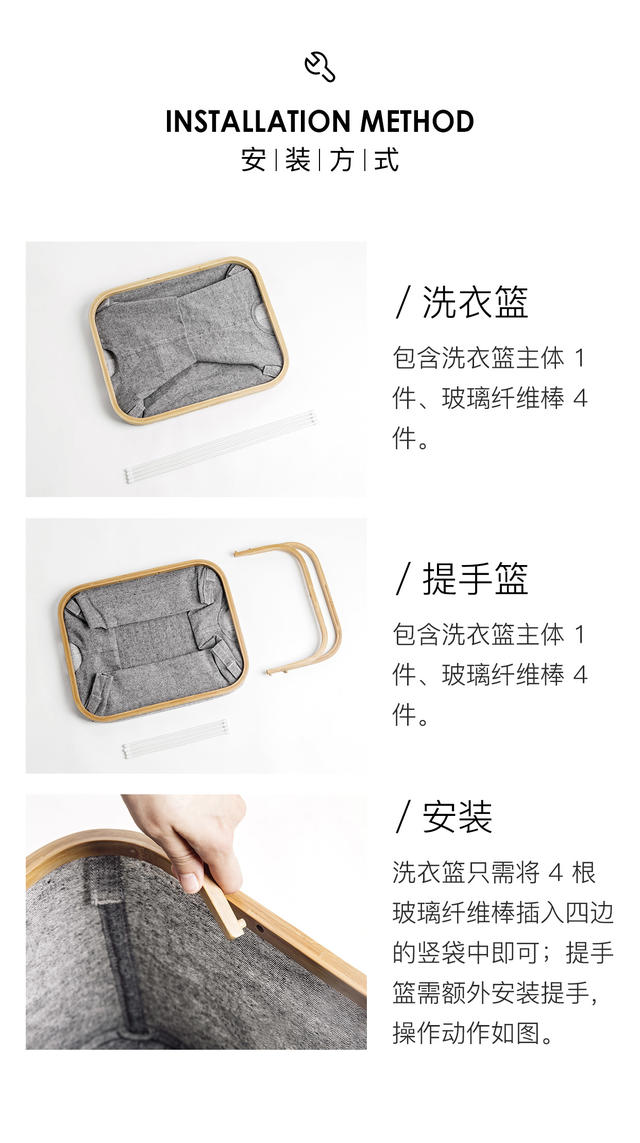 INSTALLATION METHOD
安|装|方|式
/ 洗衣篮
包含洗衣篮主体 1
件、玻璃纤维棒 4
件。
/ 提手篮
包含洗衣篮主体 1
件、玻璃纤维棒 4
件。
/ 安装
洗衣篮只需将 4 根
玻璃纤维棒插入四边
的竖袋中即可；提手
篮需额外安装提手，
操作动作如图。